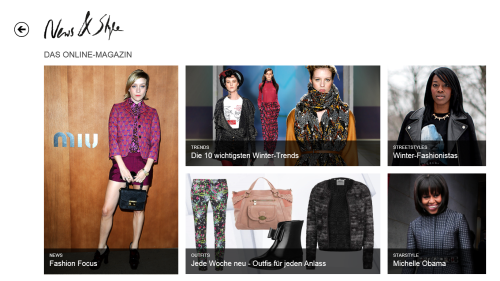 News & Style
DAS ONLINE-MAGAZIN
miu
NEWS
Fashion Focus
TRENDS
Die 10 wichtigsten Winter-Trends
STREETSTYLES
Winter-Fashionistas
OUTFITS
Jede Woche neu - Outfis für jeden Anlass
STARSTYLE
Michelle Obama